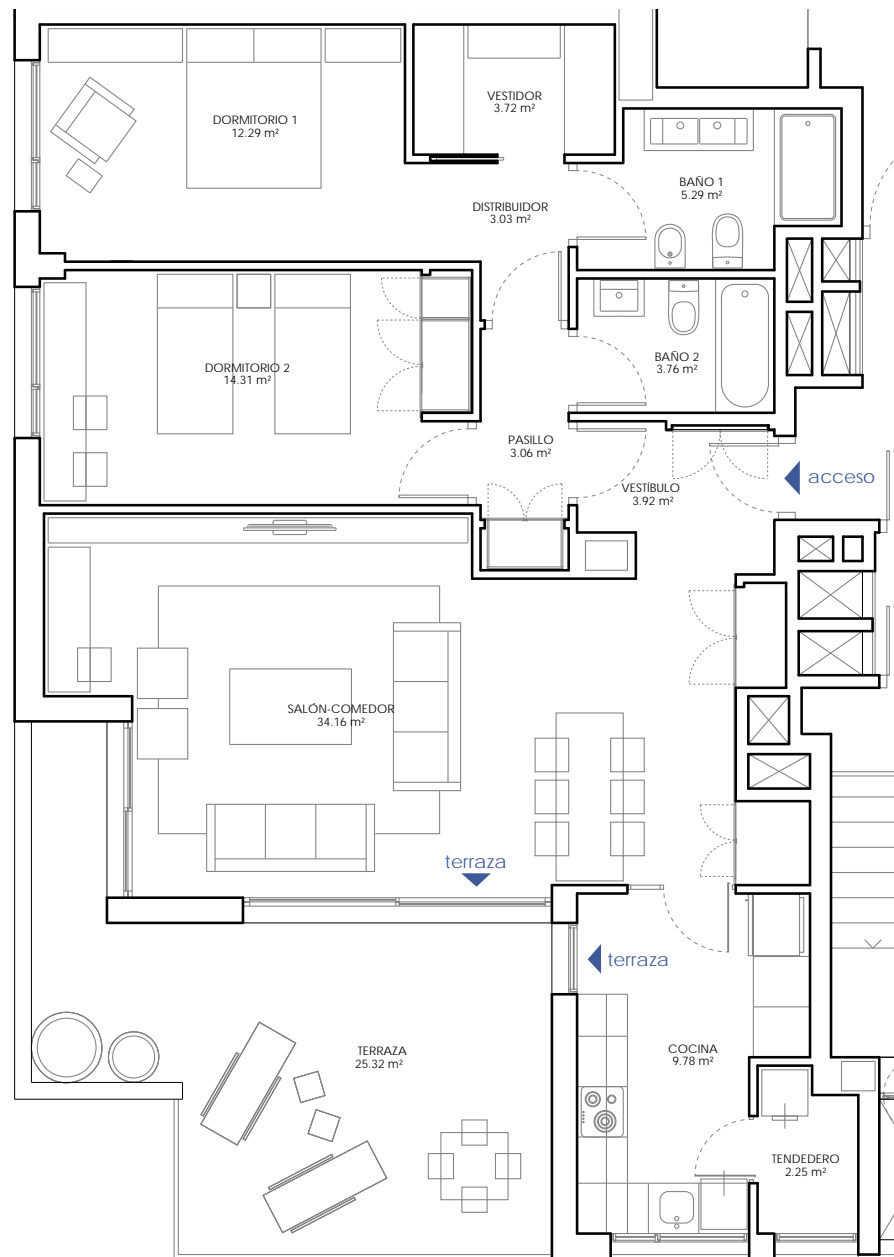 DORMITORIO 1
12.29 m²
VESTIDOR
3.72 m²
BAÑO 1
5.29 m²
DISTRIBUIDOR
3.03 m²
DORMITORIO 2
14.31 m²
BAÑO 2
3.76 m²
PASILLO
3.06 m²
VESTÍBULO
3.92 m²
acceso
SALÓN-COMEDOR
34.16 m²
terraza
terraza
TERRAZA
25.32 m²
COCINA
9.78 m²
TENDEDERO
2.25 m²